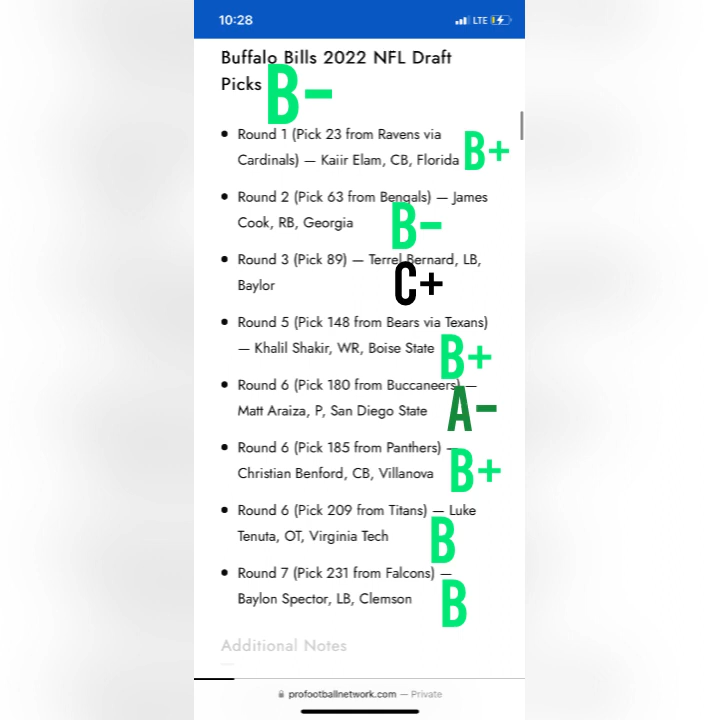 10:28 LTE
Buffalo Bills 2022 NFL Draft
Picks B-
Round 1 (Pick 23 from Ravens via
Cardinals) — Kaiir Elam, CB, Florida B+
Round 2 (Pick 63 from Bengals) — James
Cook, RB, Georgia B-
Round 3 (Pick 89) — Terrel Bernard, LB,
Baylor C+
Round 5 (Pick 148 from Bears via Texans)
— Khalil Shakir, WR, Boise State B+
Round 6 (Pick 180 from Buccaneers) —
Matt Araiza, P, San Diego State A-
Round 6 (Pick 185 from Panthers) —
Christian Benford, CB, Villanova B+
Round 6 (Pick 209 from Titans) — Luke
Tenuta, OT, Virginia Tech B
Round 7 (Pick 231 from Falcons) —
Baylon Spector, LB, Clemson B
Additional Notes
profootballnetwork.com — Private